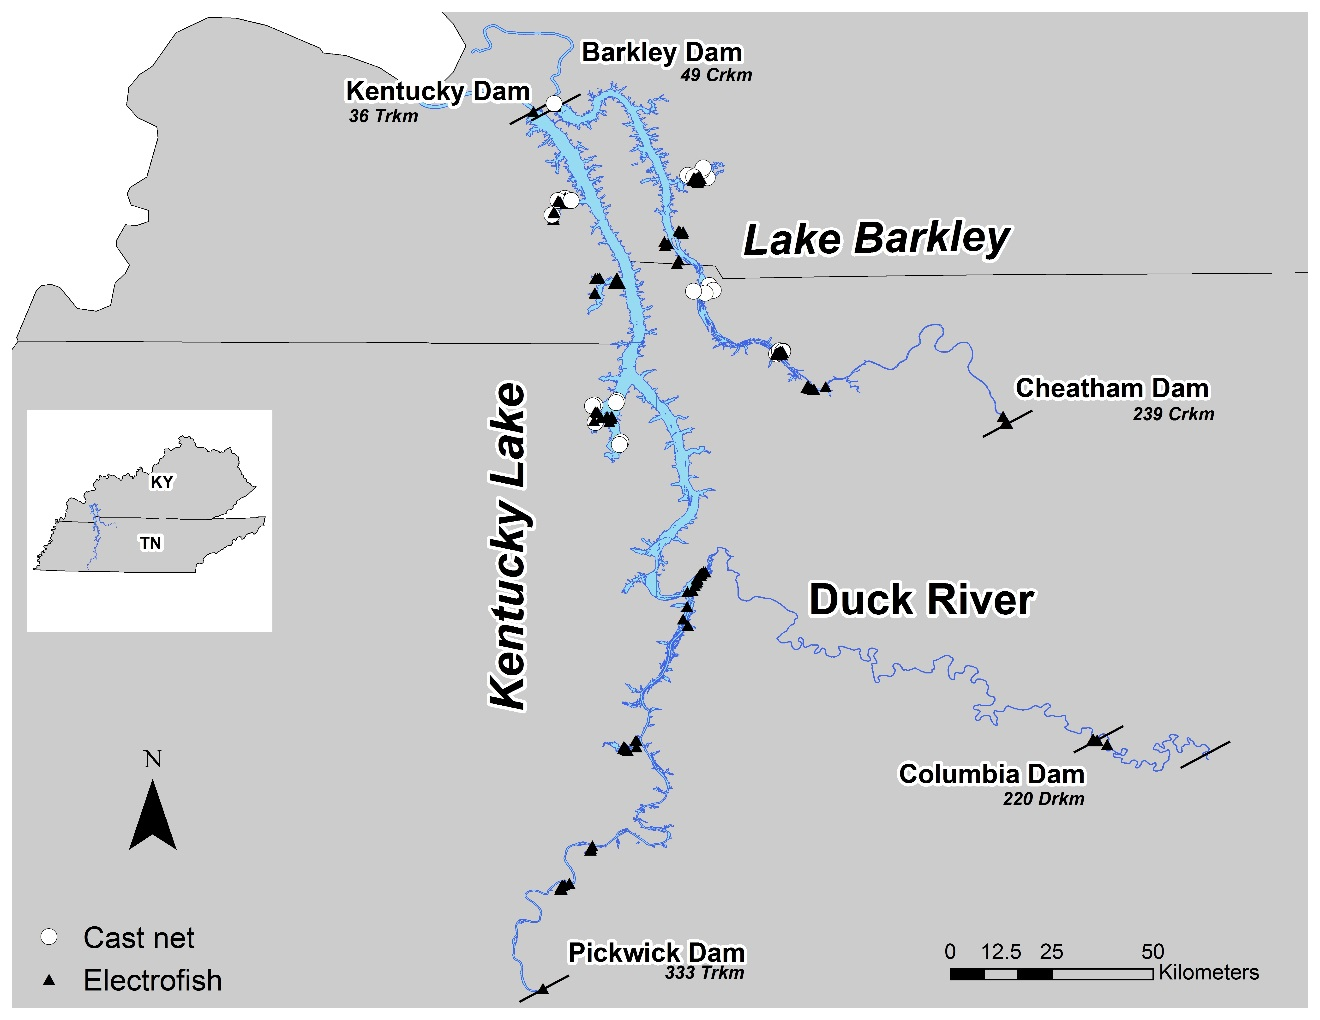 Barkley Dam
49 Crkm
Kentucky Dam
36 Trkm
Lake Barkley
Cheatham Dam
239 Crkm
Kentucky Lake
KY
TN
Duck River
Columbia Dam
220 Drkm
N
Cast net
Electrofish
Pickwick Dam
333 Trkm
0 12.5 25 50
Kilometers